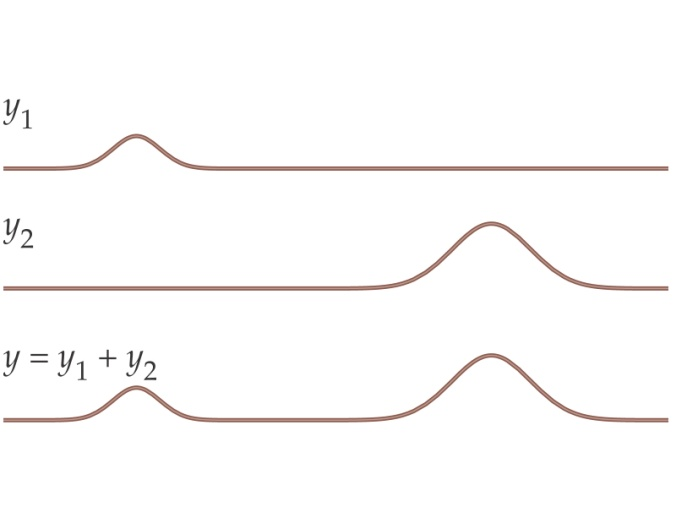 y₁
y₂
y = y₁ + y₂